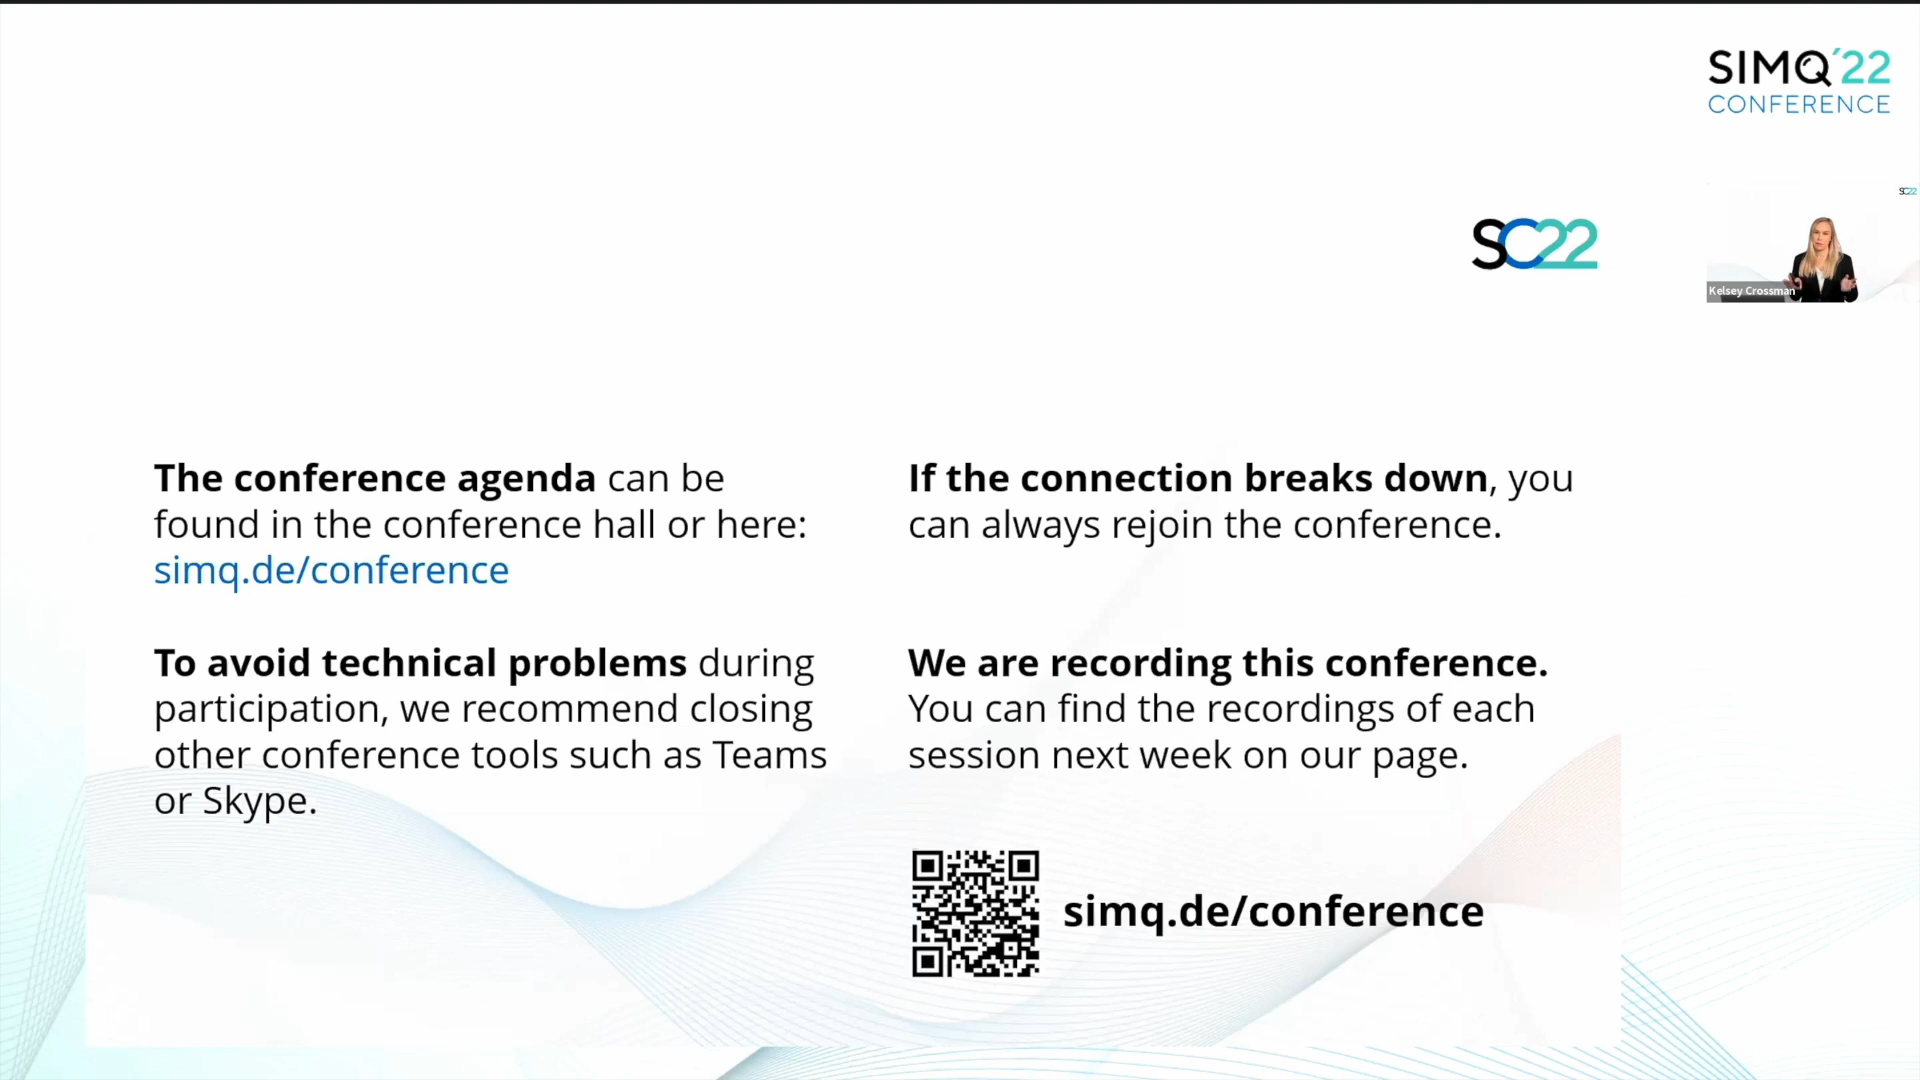 SIMQ'22
CONFERENCE
SC22
SC22
Kelsey Crossman
The conference agenda can be
found in the conference hall or here:
simq.de/conference
If the connection breaks down, you
can always rejoin the conference.
To avoid technical problems during
participation, we recommend closing
other conference tools such as Teams
or Skype.
We are recording this conference.
You can find the recordings of each
session next week on our page.
simq.de/conference